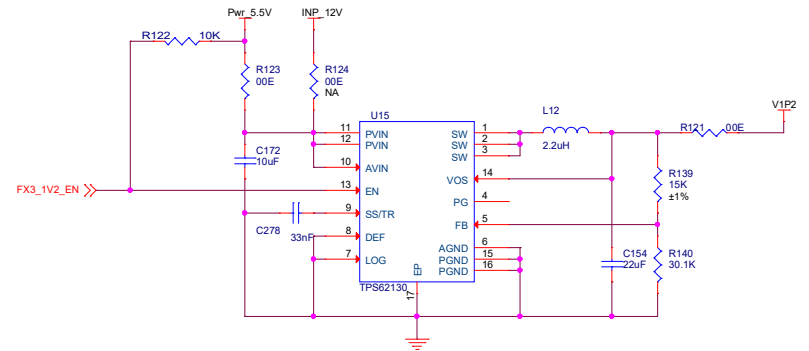 Pwr_5.5V
INP_12V
R122
10K
R123
00E
R124
00E
NA
U15
L12
2.2uH
V1P2
R121
00E
11
PVIN
SW
1
12
PVIN
SW
2
SW
3
10
AVIN
C172
10uF
VOS
14
R139
15K
±1%
FX3_1V2_EN
13
EN
PG
4
9
SS/TR
FB
5
C278
33nF
8
DEF
AGND
6
7
LOG
PGND
15
PGND
16
EP
17
TPS62130
C154
22uF
R140
30.1K